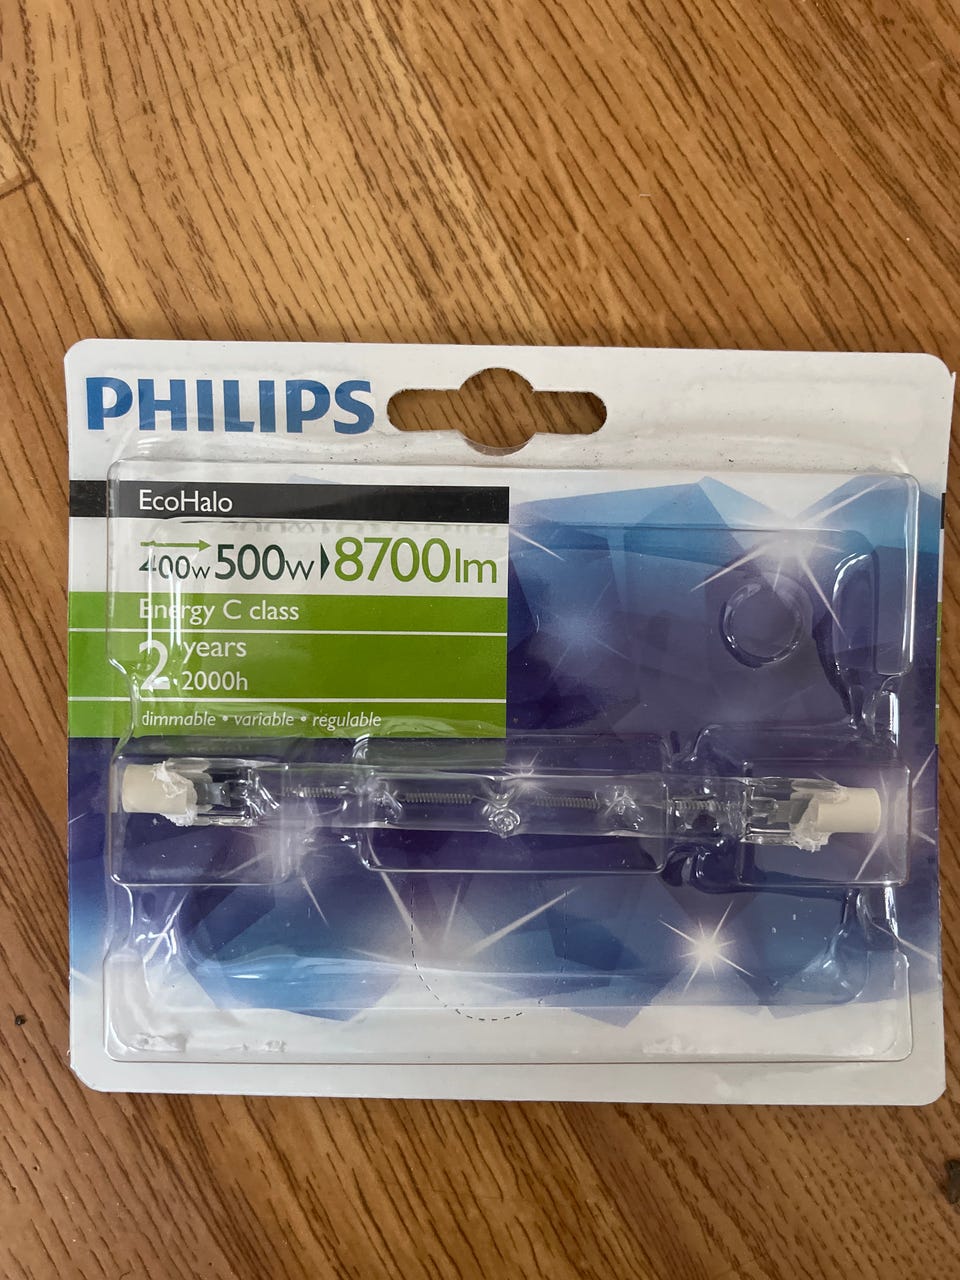 PHILIPS
EcoHalo
400w 500w 8700lm
Energy C class
2 years
2000h
dimmable • variable • regulable